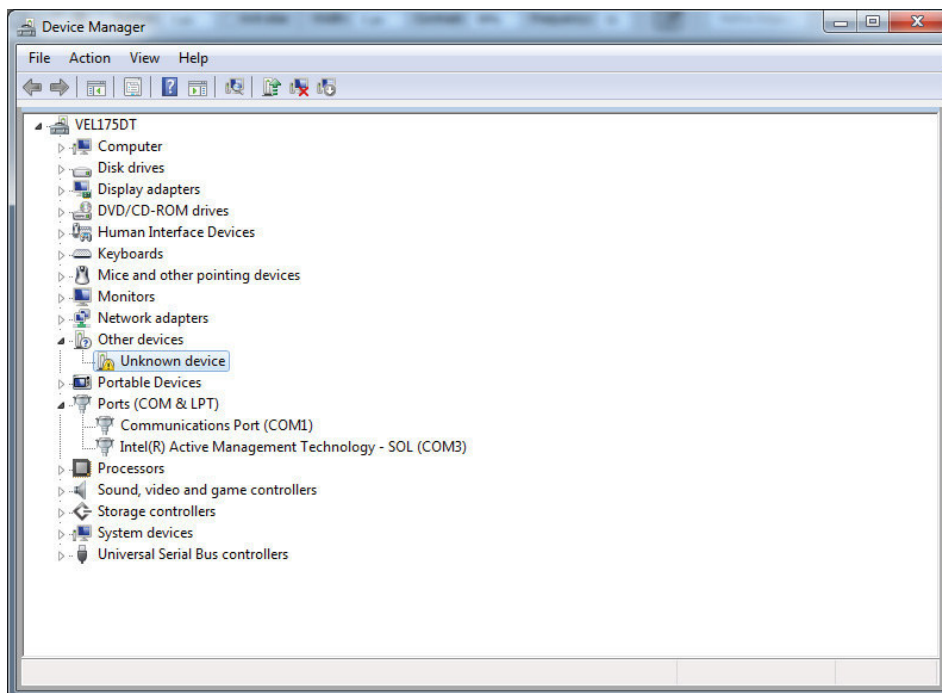 Device Manager
File Action View Help
VEL175DT
Computer
Disk drives
Display adapters
DVD/CD-ROM drives
Human Interface Devices
Keyboards
Mice and other pointing devices
Monitors
Network adapters
Other devices
Unknown device
Portable Devices
Ports (COM & LPT)
Communications Port (COM1)
Intel(R) Active Management Technology - SOL (COM3)
Processors
Sound, video and game controllers
Storage controllers
System devices
Universal Serial Bus controllers